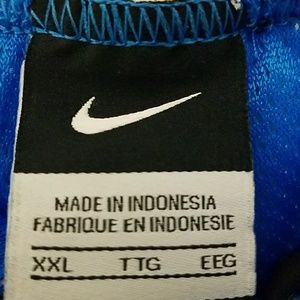 MADE IN INDONESIA
FABRIQUE EN INDONESIE
XXL TTG EEG